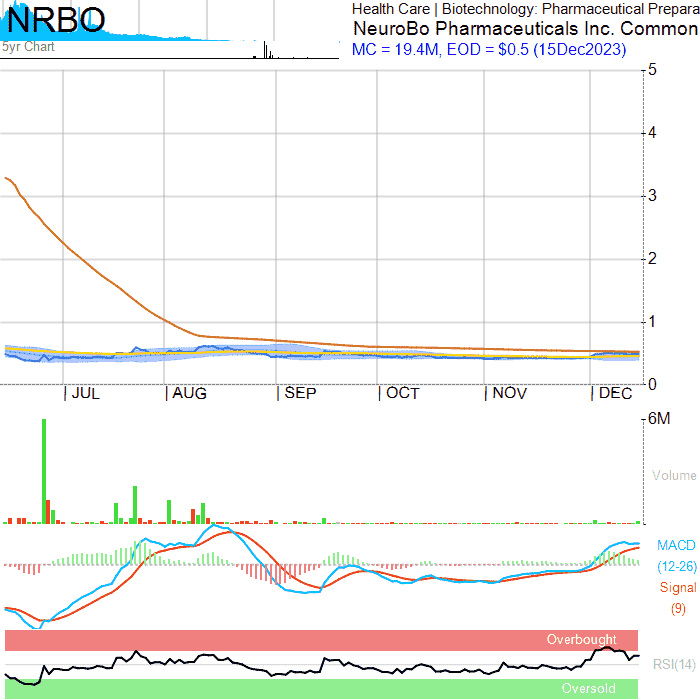 NRBO
5yr Chart
Health Care | Biotechnology: Pharmaceutical Prepara
NeuroBo Pharmaceuticals Inc. Common
MC = 19.4M, EOD = $0.5 (15Dec2023)
5
4
3
2
1
0
JUL
AUG
SEP
OCT
NOV
DEC
6M
Volume
MACD
(12-26)
Signal
(9)
Overbought
RSI(14)
Oversold